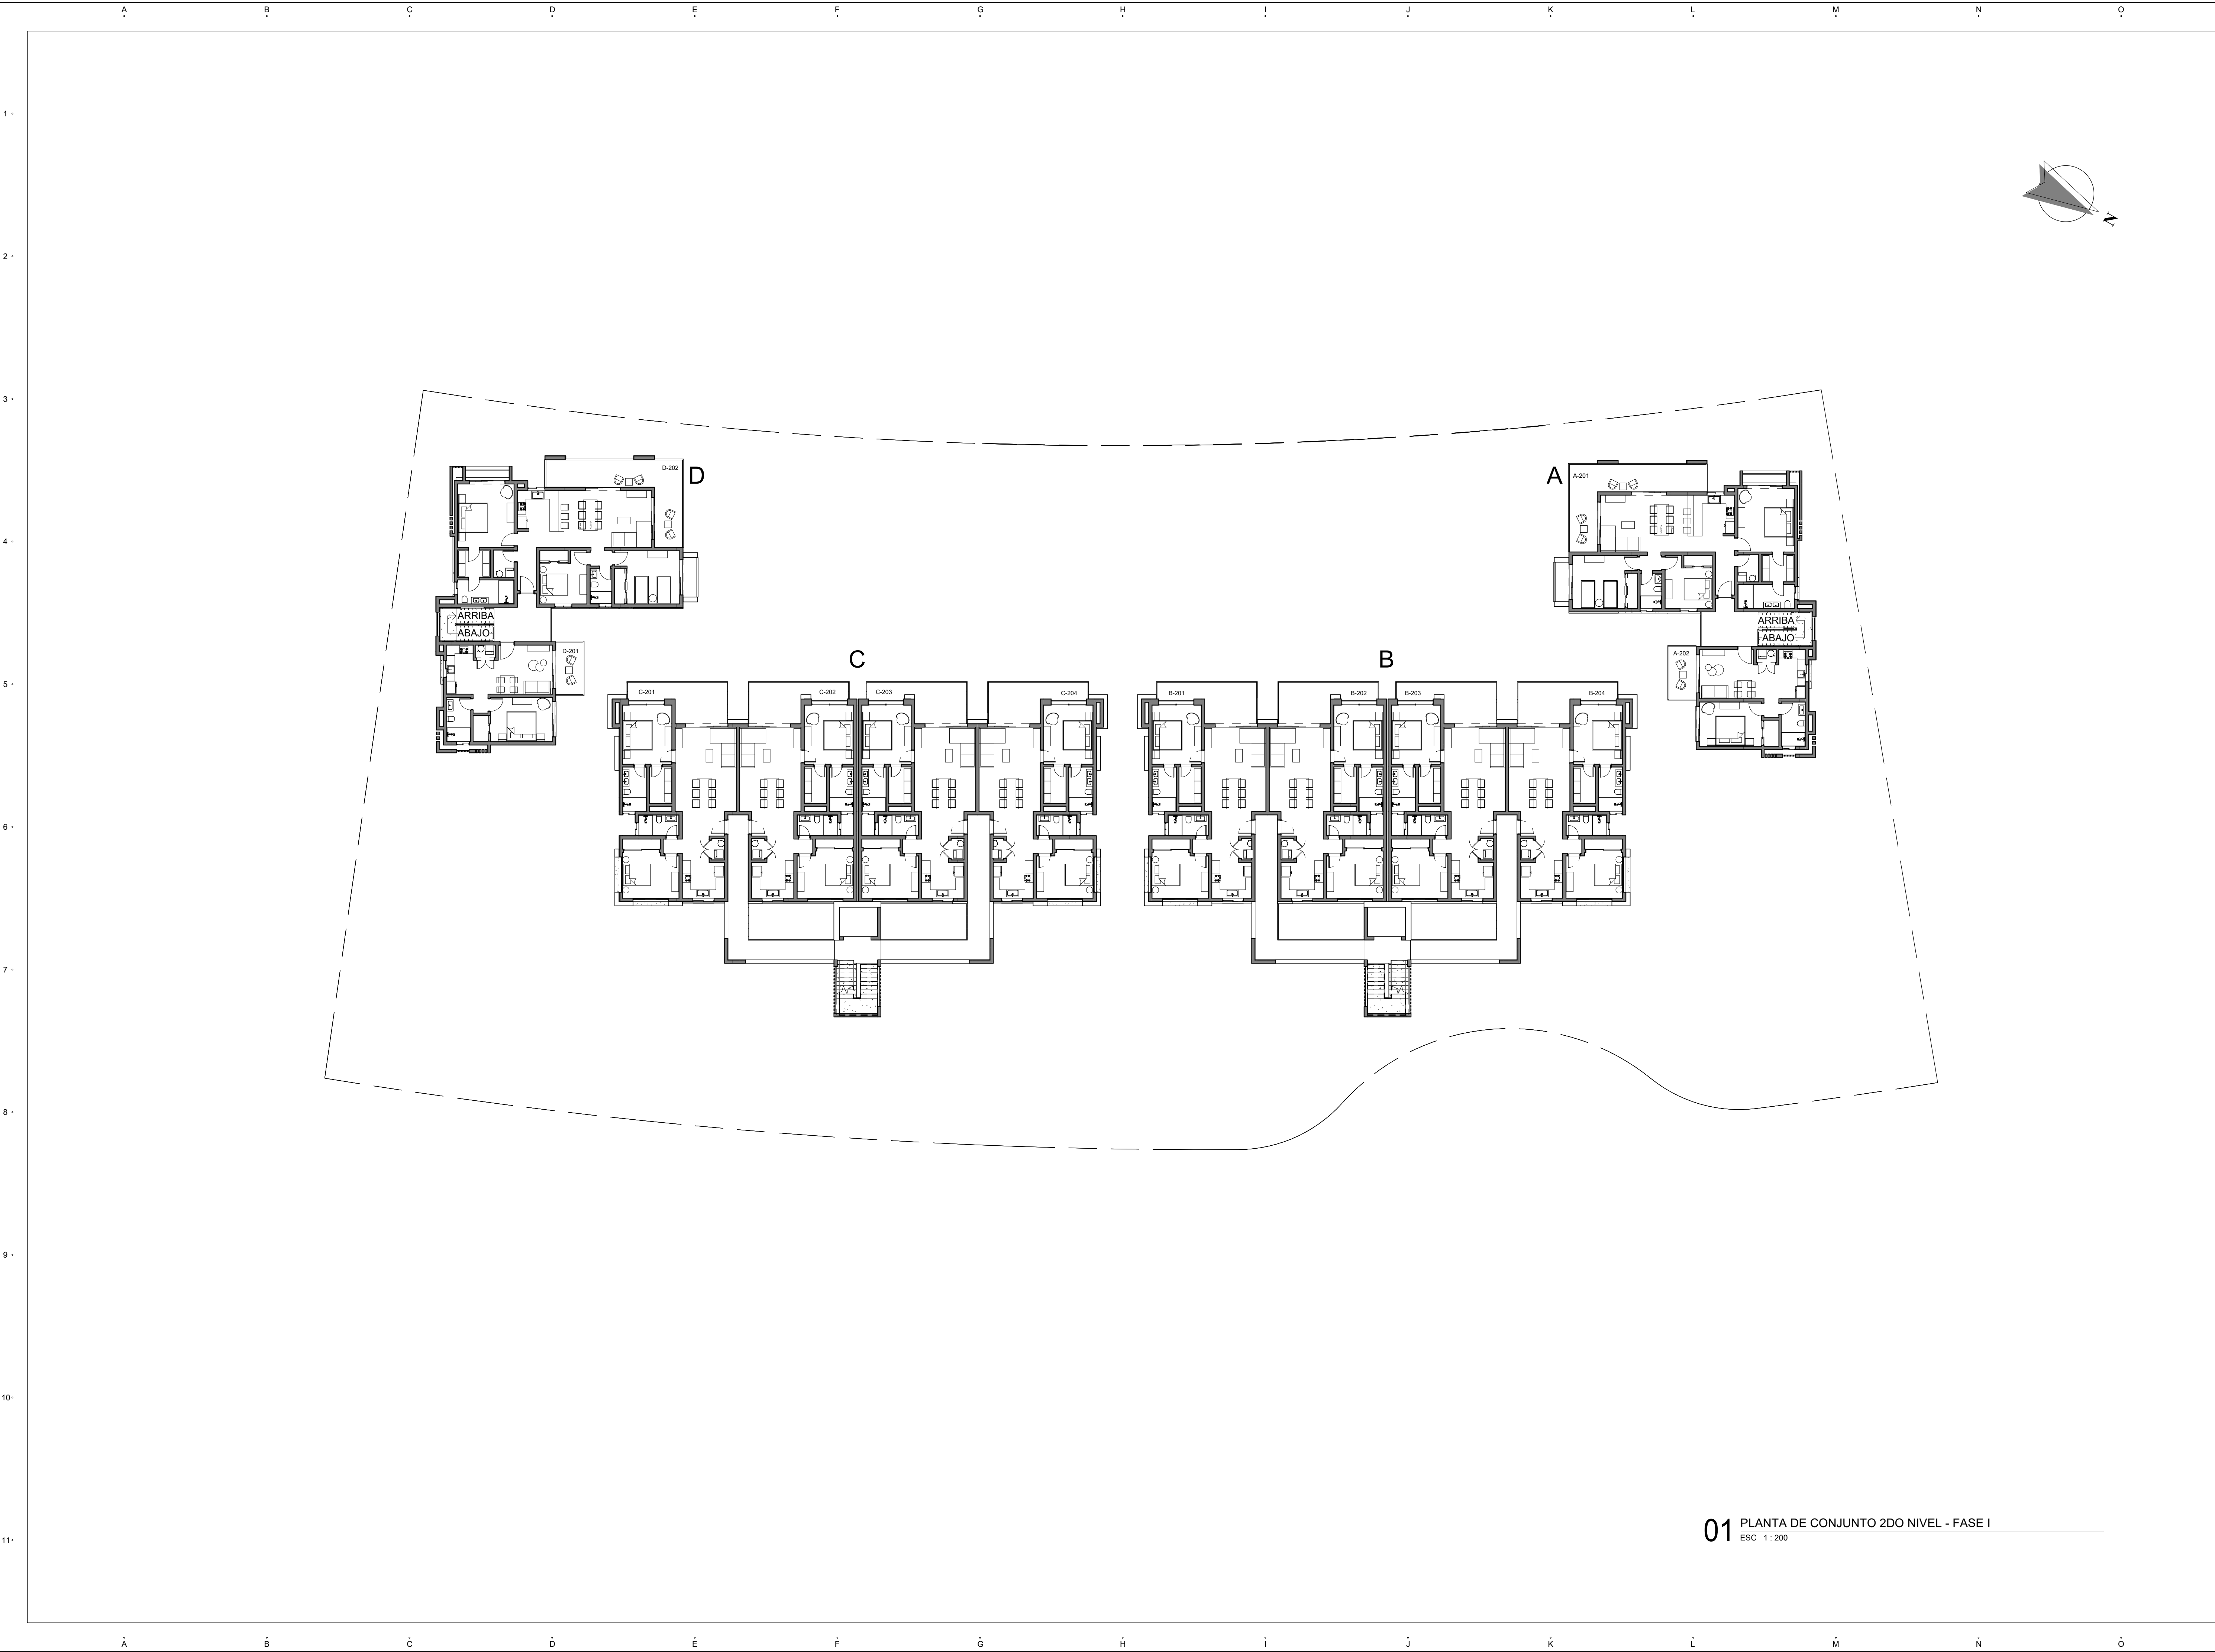 A B C D E F G H I J K L M N O
1
2
N
3
D-202
D
A
A-201
4
ARRIBA
ABAJO
ARRIBA
ABAJO
D-201
A-202
C
B
5
C-201
C-202
C-203
C-204
B-201
B-202
B-203
B-204
6
7
8
9
10
11
01 PLANTA DE CONJUNTO 2DO NIVEL - FASE I
ESC 1 : 200
A B C D E F G H I J K L M N O